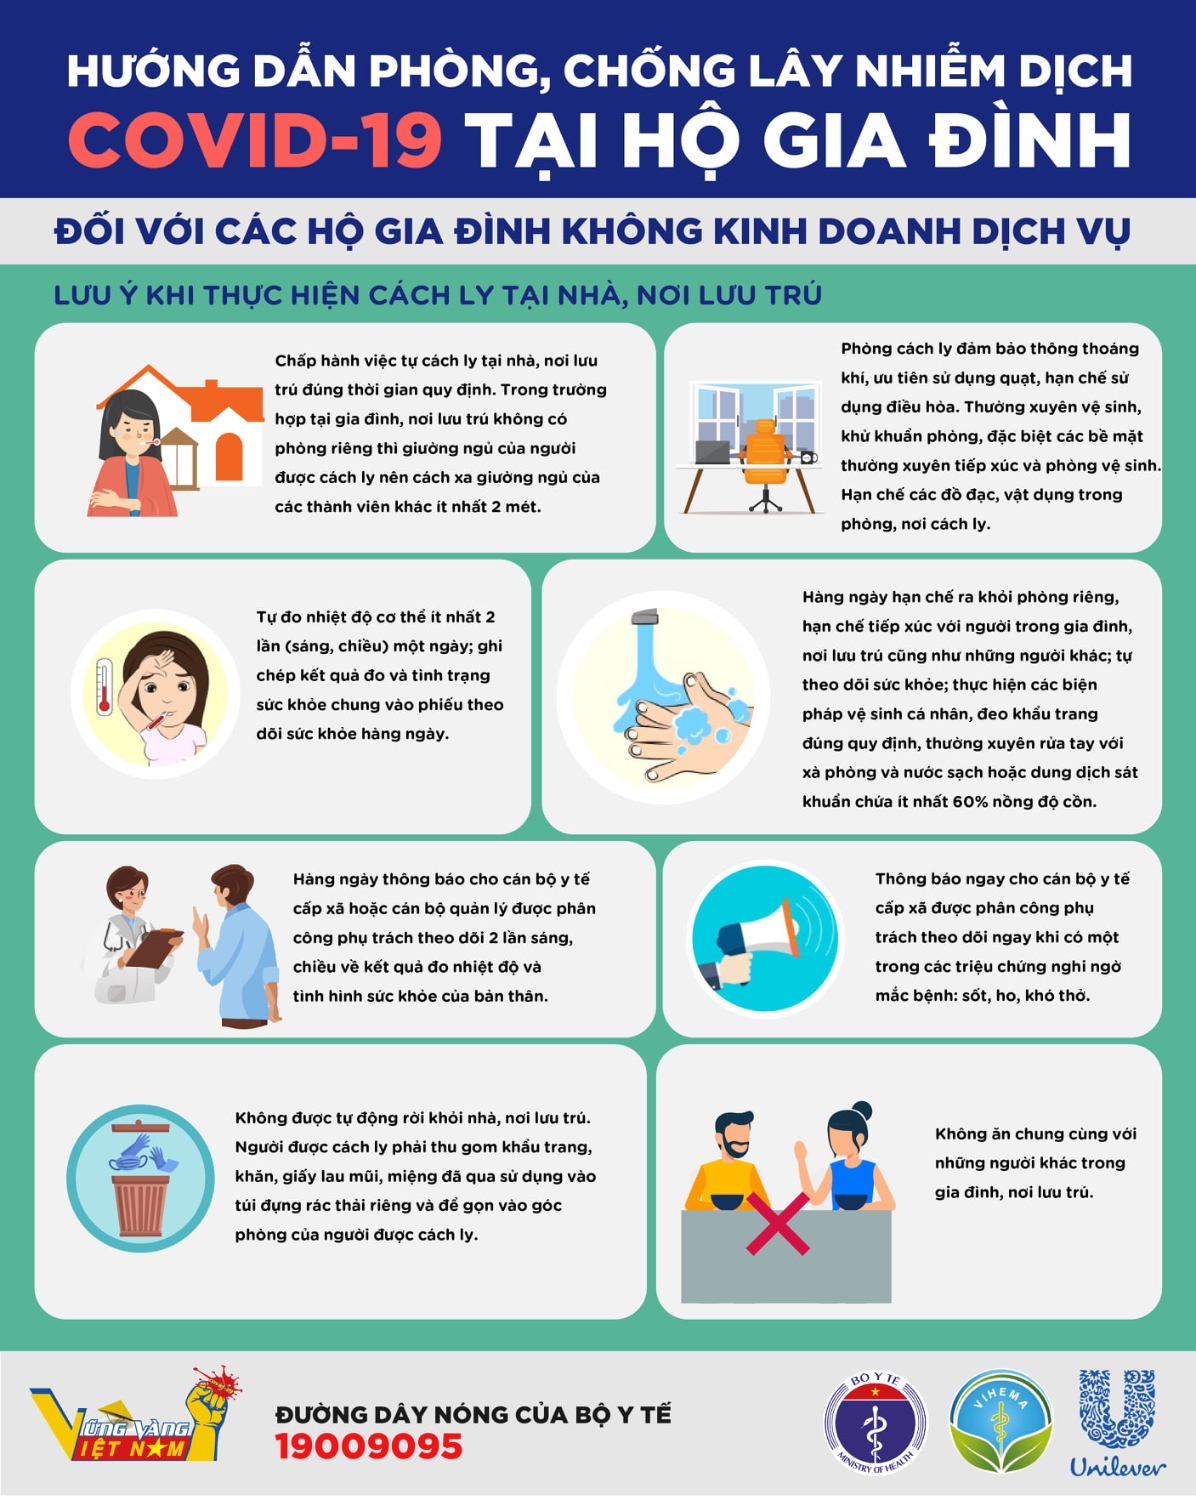 HƯỚNG DẪN PHÒNG, CHỐNG LÂY NHIỄM DỊCH
COVID-19 TẠI HỘ GIA ĐÌNH
ĐỐI VỚI CÁC HỘ GIA ĐÌNH KHÔNG KINH DOANH DỊCH VỤ
LƯU Ý KHI THỰC HIỆN CÁCH LY TẠI NHÀ, NƠI LƯU TRÚ
Chấp hành việc tự cách ly tại nhà, nơi lưu
trú đúng thời gian quy định. Trong trường
hợp tại gia đình, nơi lưu trú không có
phòng riêng thì giường ngủ của người
được cách ly nên cách xa giường ngủ của
các thành viên khác ít nhất 2 mét.
Phòng cách ly đảm bảo thông thoáng
khí, ưu tiên sử dụng quạt, hạn chế sử
dụng điều hòa. Thường xuyên vệ sinh,
khử khuẩn phòng, đặc biệt các bề mặt
thường xuyên tiếp xúc và phòng vệ sinh.
Hạn chế các đồ đạc, vật dụng trong
phòng, nơi cách ly.
Tự đo nhiệt độ cơ thể ít nhất 2
lần (sáng, chiều) một ngày; ghi
chép kết quả đo và tình trạng
sức khỏe chung vào phiếu theo
dõi sức khỏe hàng ngày.
Hàng ngày hạn chế ra khỏi phòng riêng,
hạn chế tiếp xúc với người trong gia đình,
nơi lưu trú cũng như những người khác; tự
theo dõi sức khỏe; thực hiện các biện
pháp vệ sinh cá nhân, đeo khẩu trang
đúng quy định, thường xuyên rửa tay với
xà phòng và nước sạch hoặc dung dịch sát
khuẩn chứa ít nhất 60% nồng độ cồn.
Hàng ngày thông báo cho cán bộ y tế
cấp xã hoặc cán bộ quản lý được phân
công phụ trách theo dõi 2 lần sáng,
chiều về kết quả đo nhiệt độ và
tình hình sức khỏe của bản thân.
Thông báo ngay cho cán bộ y tế
cấp xã được phân công phụ
trách theo dõi ngay khi có một
trong các triệu chứng nghi ngờ
mắc bệnh: sốt, ho, khó thở.
Không được tự động rời khỏi nhà, nơi lưu trú.
Người được cách ly phải thu gom khẩu trang,
khăn, giấy lau mũi, miệng đã qua sử dụng vào
túi đựng rác thải riêng và để gọn vào góc
phòng của người được cách ly.
Không ăn chung cùng với
những người khác trong
gia đình, nơi lưu trú.
VỮNG VÀNG
VIỆT NAM
ĐƯỜNG DÂY NÓNG CỦA BỘ Y TẾ
19009095
BỘ Y TẾ
MINISTRY OF HEALTH
VIHEMA
Unilever